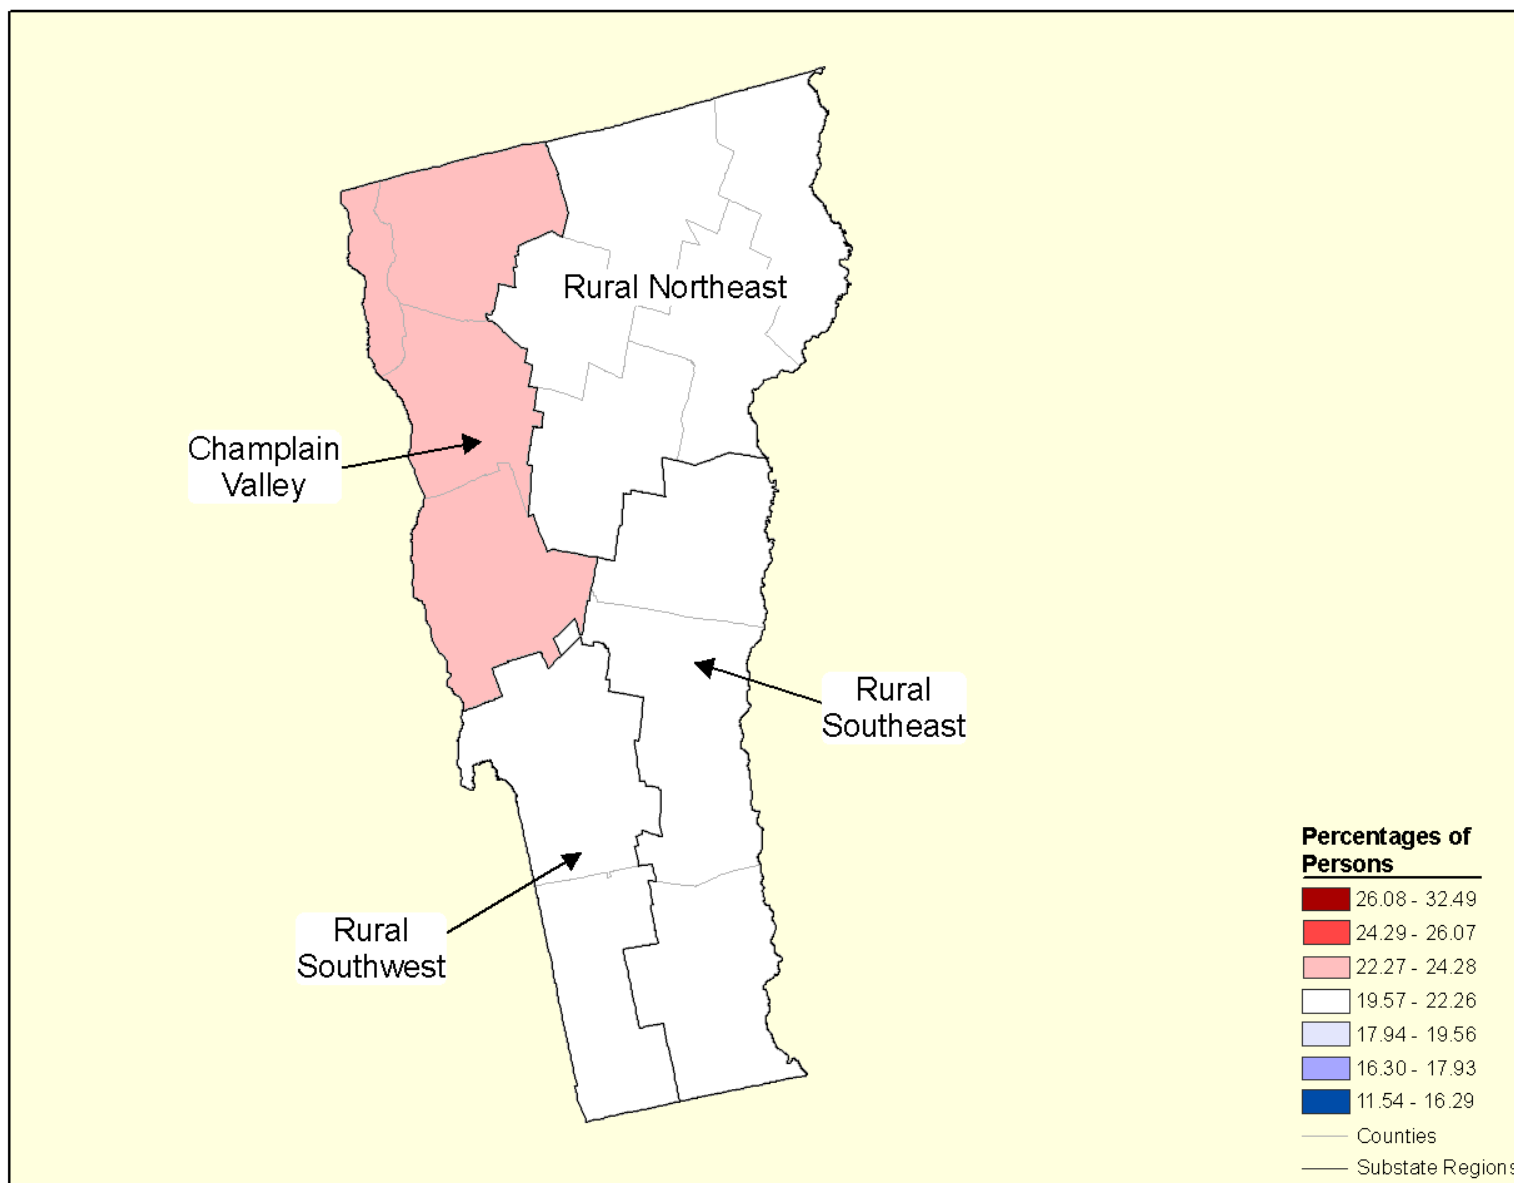 Rural Northeast
Champlain
Valley
Rural
Southeast
Rural
Southwest
Percentages of
Persons
26.08 - 32.49
24.29 - 26.07
22.27 - 24.28
19.57 - 22.26
17.94 - 19.56
16.30 - 17.93
11.54 - 16.29
Counties
Substate Regions